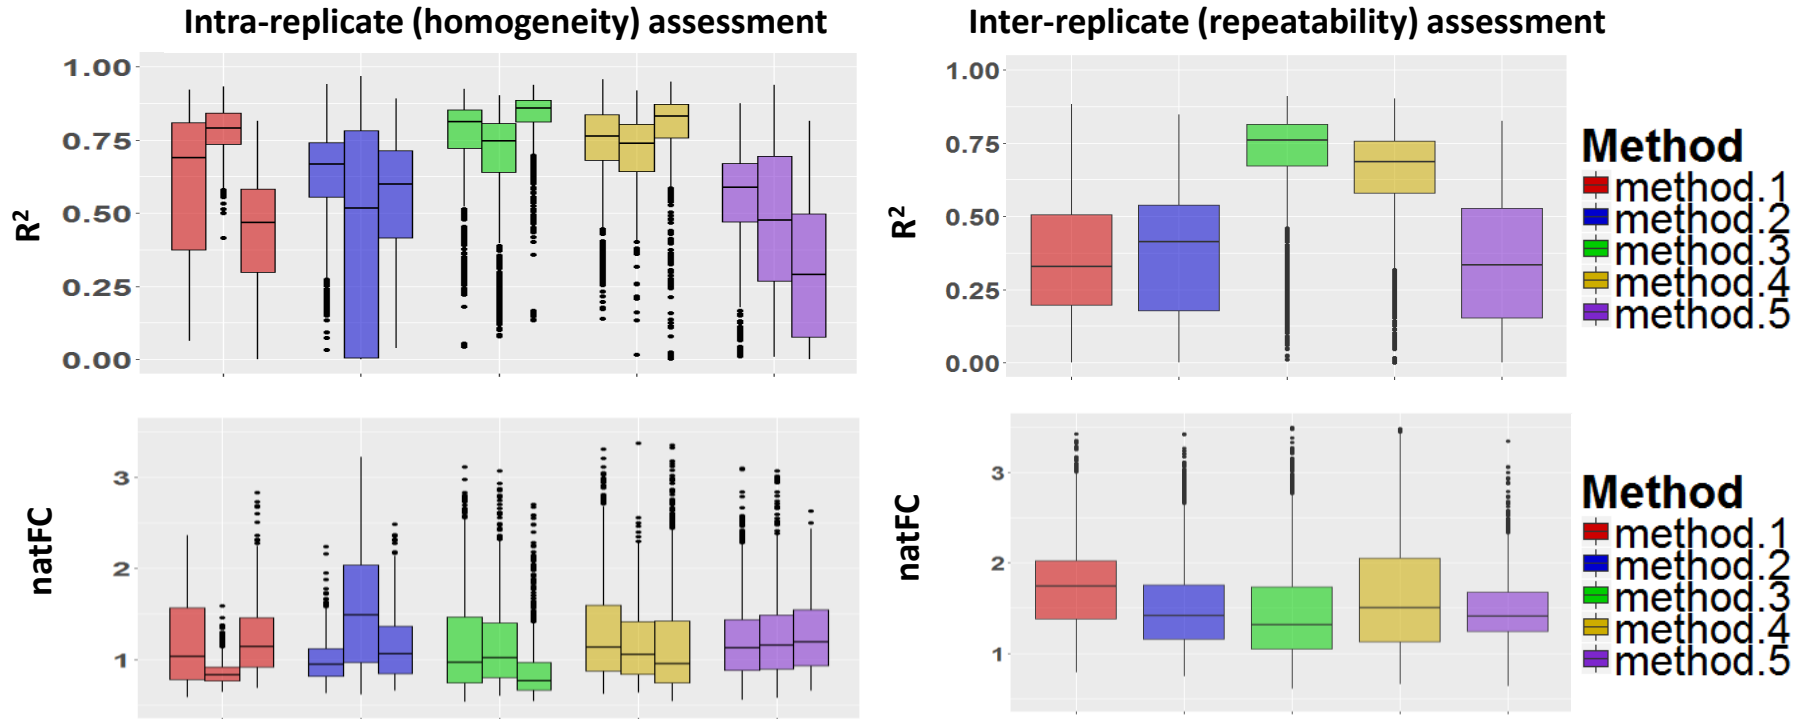 Intra-replicate (homogeneity) assessment
Inter-replicate (repeatability) assessment
R²
1.00
0.75
0.50
0.25
0.00
R²
1.00
0.75
0.50
0.25
0.00
Method
method.1
method.2
method.3
method.4
method.5
natFC
3
2
1
natFC
3
2
1
Method
method.1
method.2
method.3
method.4
method.5